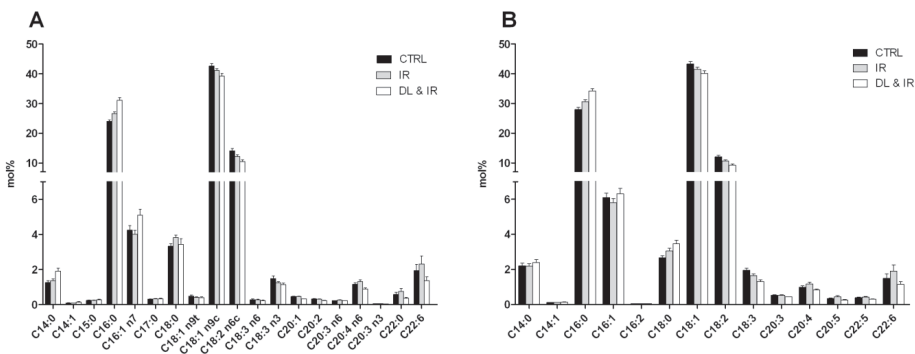 A
50
40
30
20
10
6
4
2
0
mol%
CTRL
IR
DL & IR
C14:0
C14:1
C15:0
C16:0
C16:1 n7
C17:0
C18:0
C18:1 n9t
C18:1 n9c
C18:2 n6c
C18:3 n6
C18:3 n3
C20:1
C20:2
C20:3 n6
C20:4 n6
C20:3 n3
C22:0
C22:6
B
50
40
30
20
10
6
4
2
0
mol%
CTRL
IR
DL & IR
C14:0
C14:1
C16:0
C16:1
C16:2
C18:0
C18:1
C18:2
C18:3
C20:3
C20:4
C20:5
C22:5
C22:6